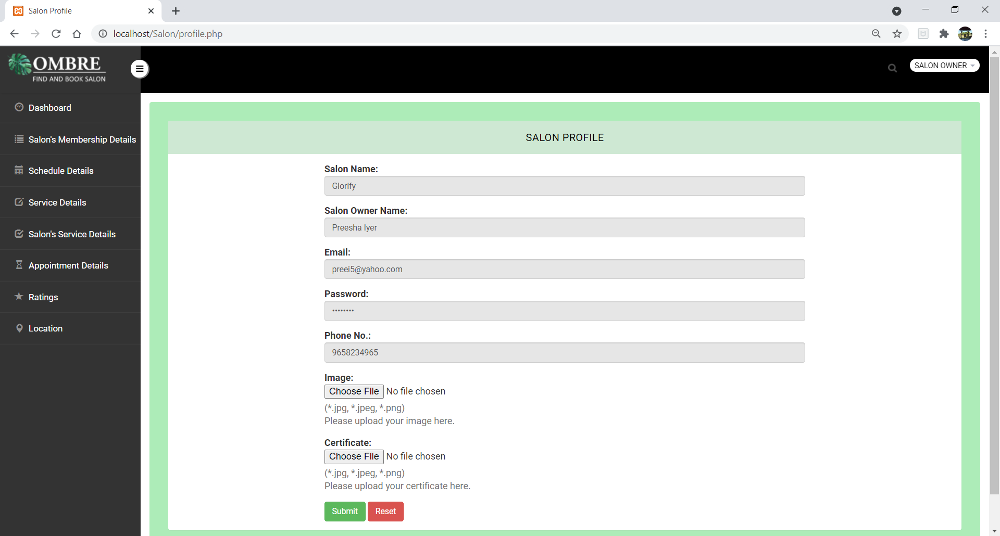 Salon Profile
localhost/Salon/profile.php
OMBRE
FIND AND BOOK SALON
SALON OWNER
Dashboard
Salon's Membership Details
Schedule Details
Service Details
Salon's Service Details
Appointment Details
Ratings
Location
SALON PROFILE
Salon Name:
Glorify
Salon Owner Name:
Preesha Iyer
Email:
preei5@yahoo.com
Password:
••••••••
Phone No.:
9658234965
Image:
Choose File No file chosen
(*.jpg, *.jpeg, *.png)
Please upload your image here.
Certificate:
Choose File No file chosen
(*.jpg, *.jpeg, *.png)
Please upload your certificate here.
Submit Reset